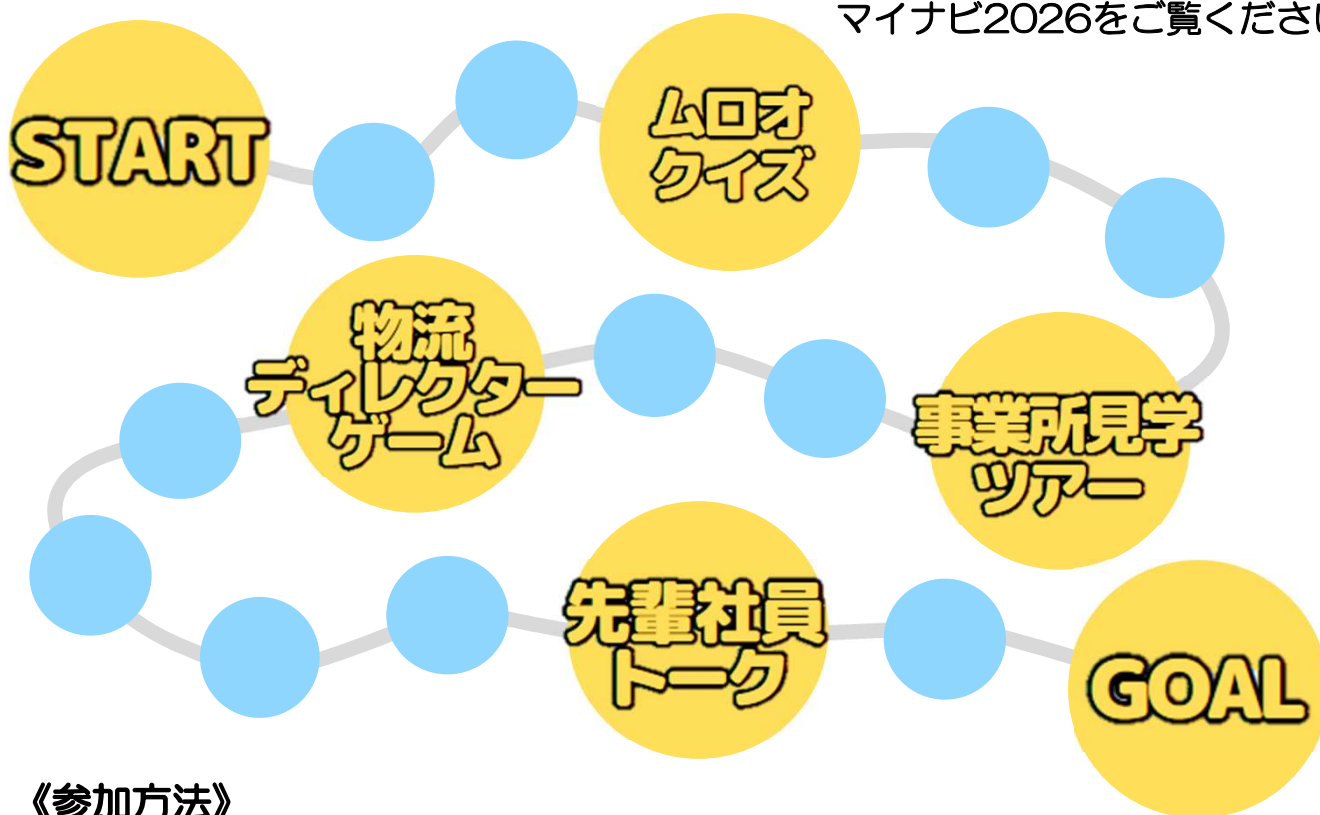 マイナビ2026をご覧ください
START
ムロオ
クイズ
事業所見学
ツアー
物流
ディレクター
ゲーム
先輩社員
トーク
GOAL
《参加方法》